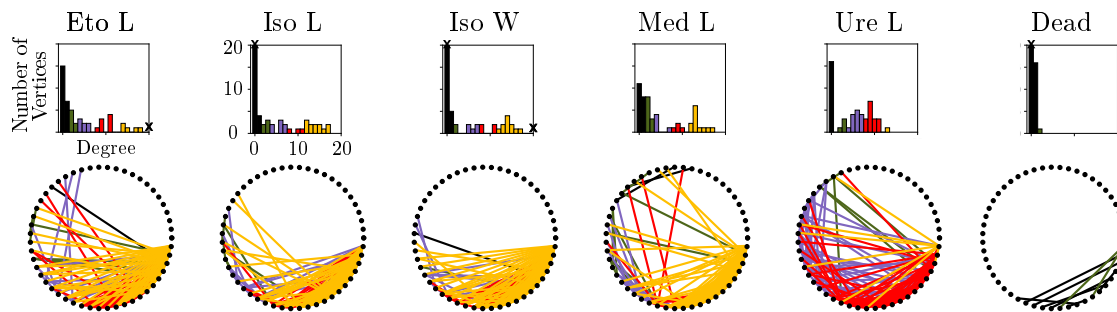 Eto L
Iso L
Iso W
Med L
Ure L
Dead
Number of
Vertices
20
10
0
x
x
x
x
x
Degree
0 10 20